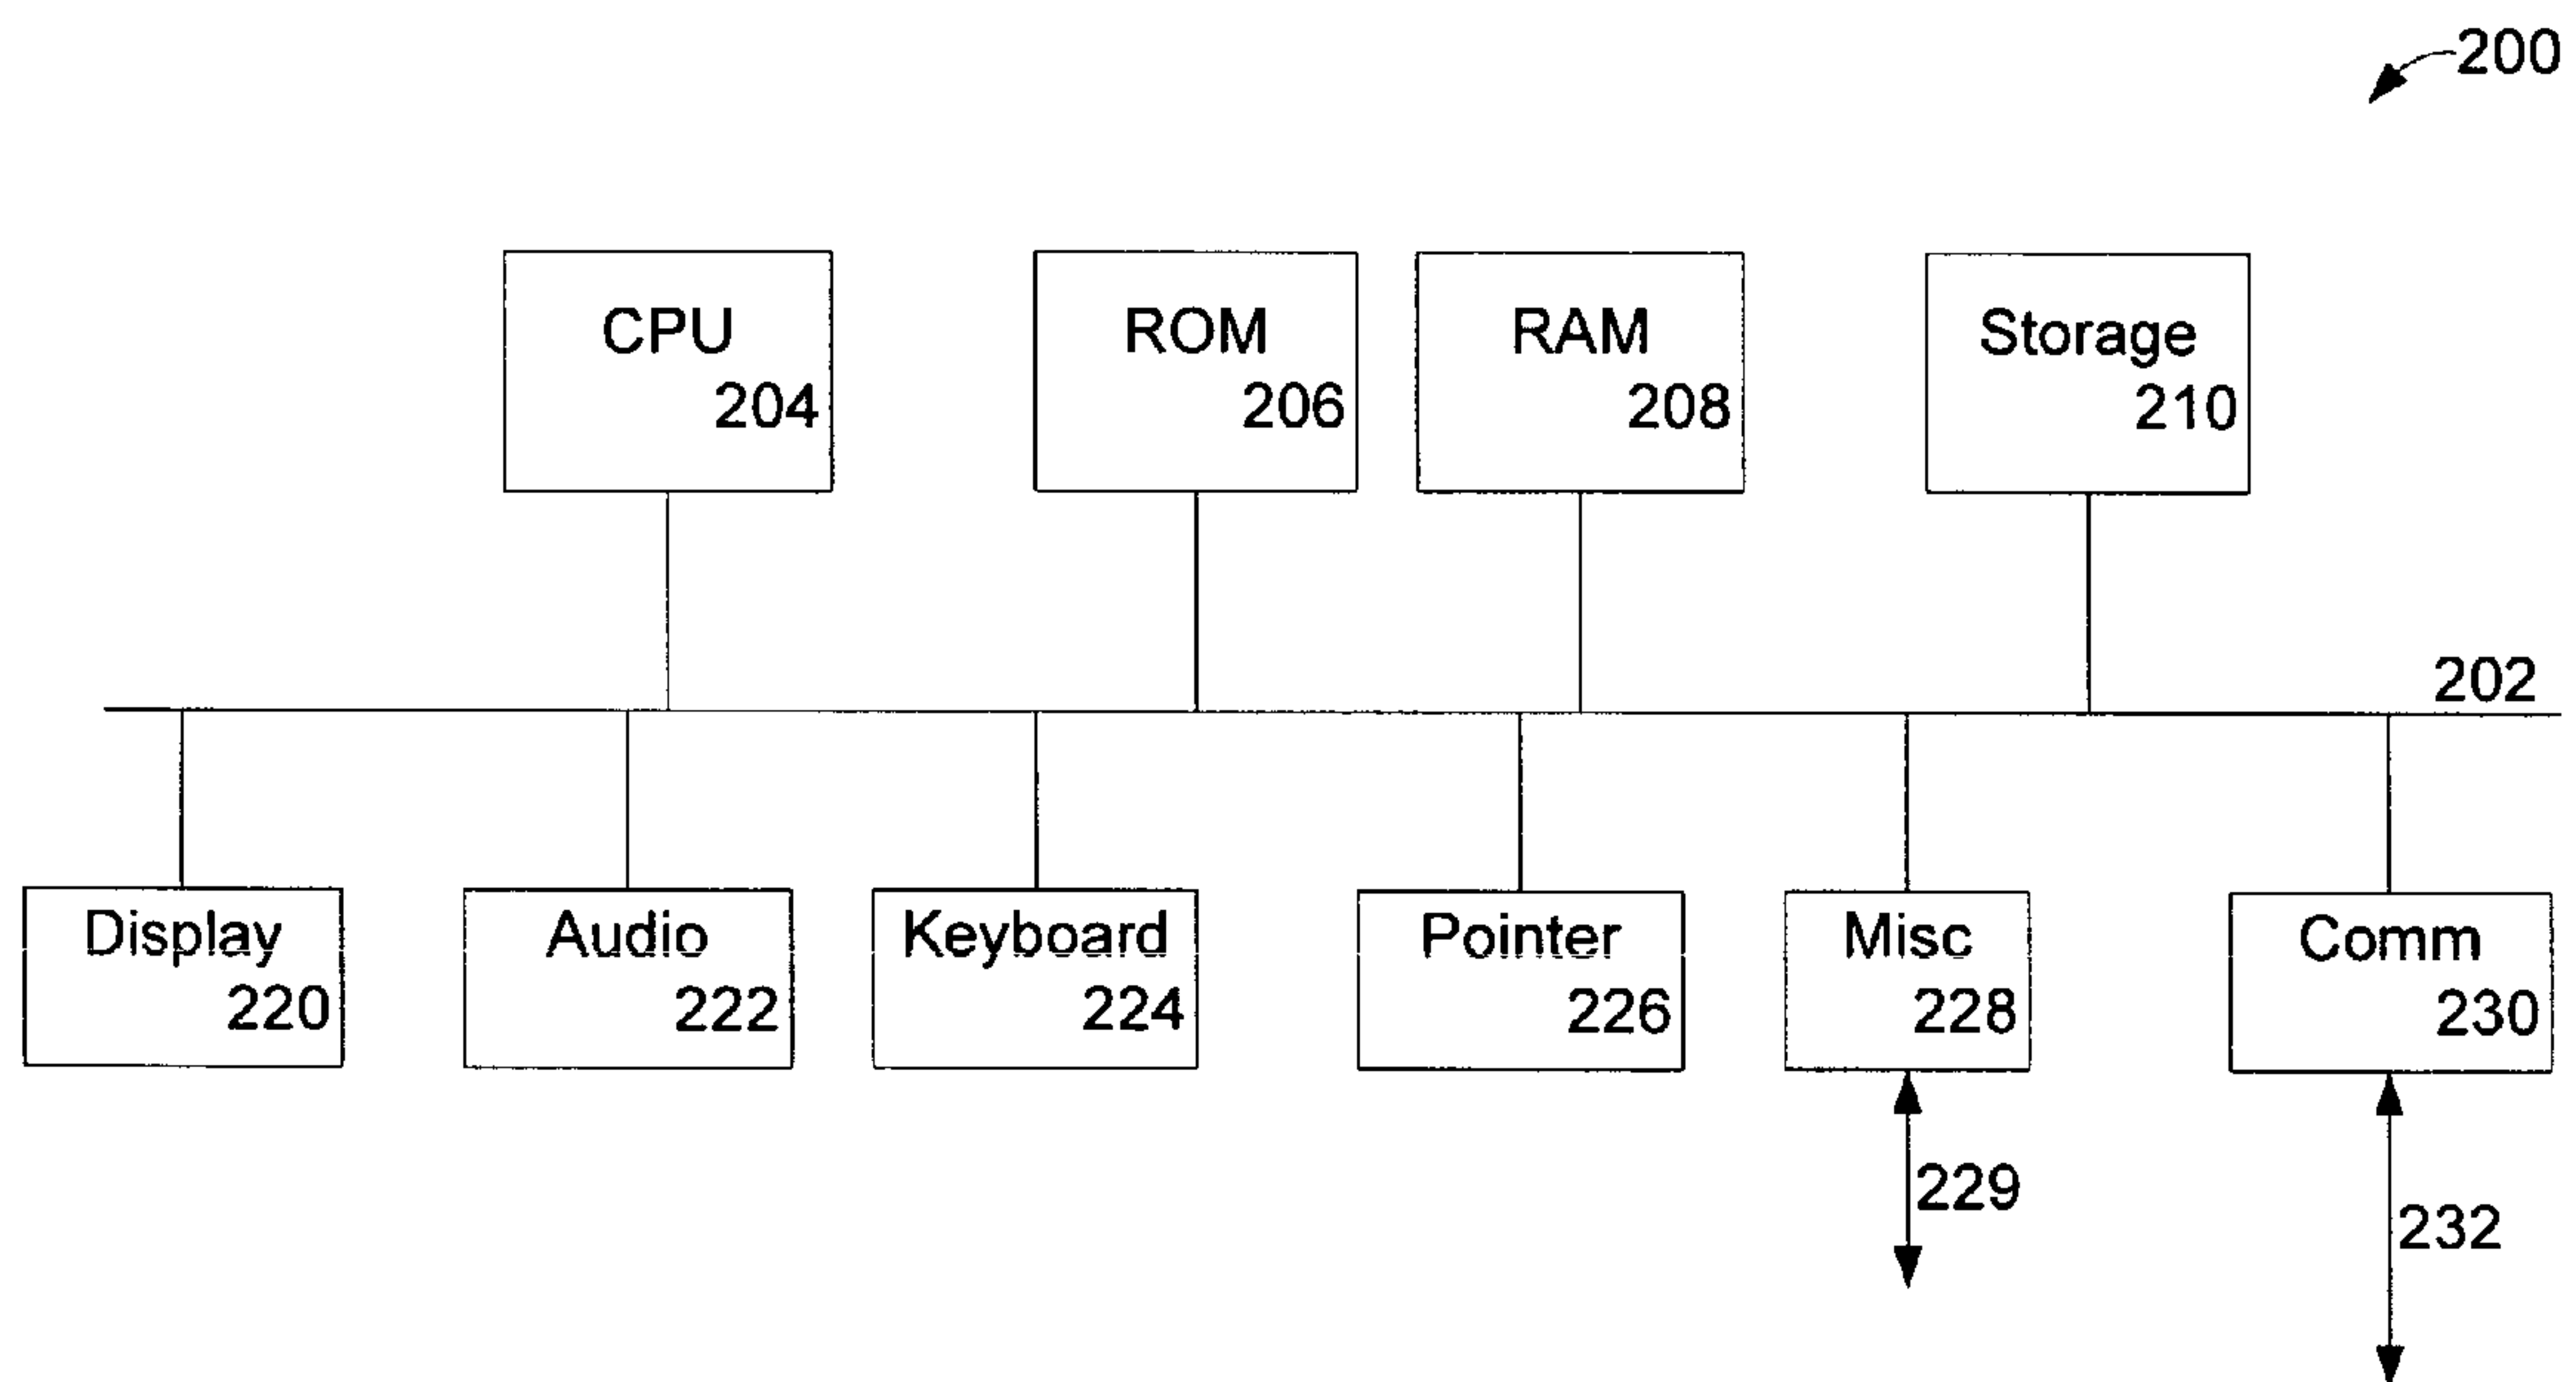 200
CPU
204
ROM
206
RAM
208
Storage
210
202
Display
220
Audio
222
Keyboard
224
Pointer
226
Misc
228
Comm
230
229
232